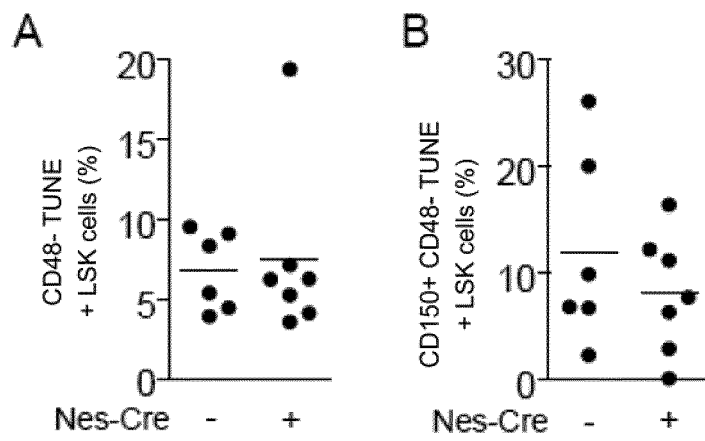 A
CD48- TUNE
+ LSK cells (%)
20
15
10
5
0
Nes-Cre - +
B
CD150+ CD48- TUNE
+ LSK cells (%)
30
20
10
0
Nes-Cre - +